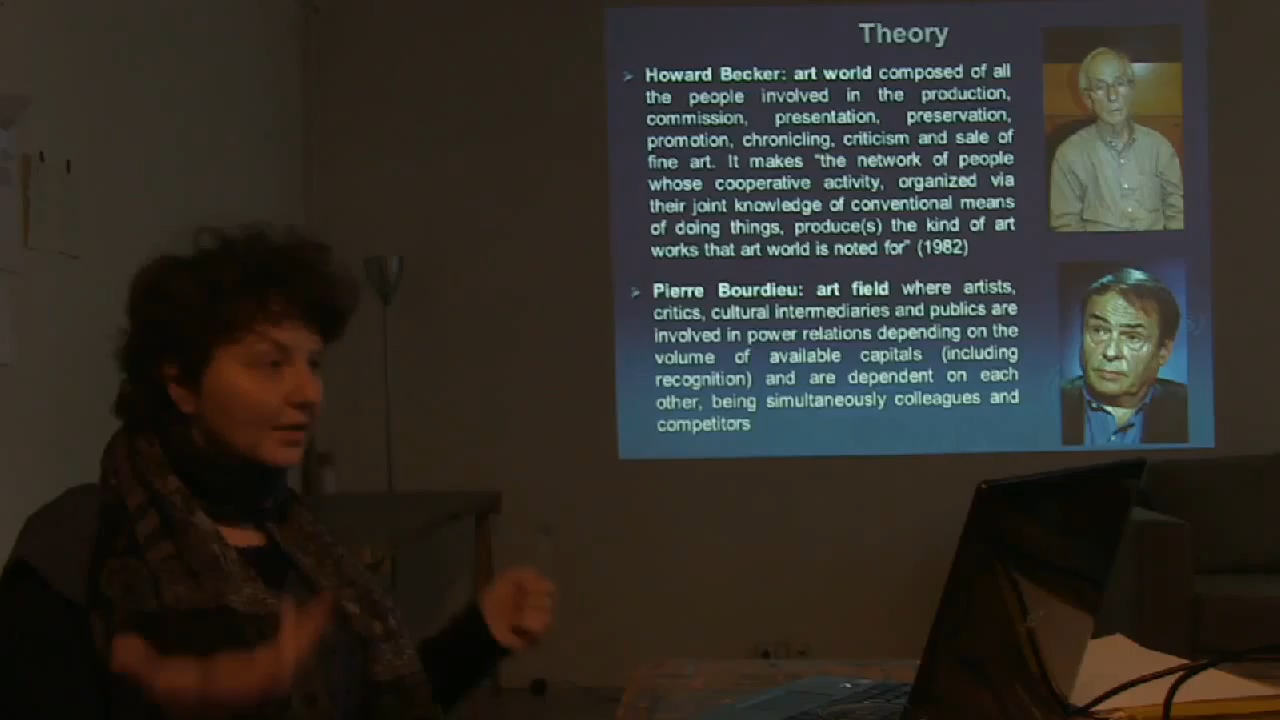 Theory
Howard Becker: art world composed of all
the people involved in the production,
commission, presentation, preservation,
promotion, chronicling, criticism and sale of
fine art. It makes "the network of people
whose cooperative activity, organized via
their joint knowledge of conventional means
of doing things, produce(s) the kind of art
works that art world is noted for" (1982)
Pierre Bourdieu: art field where artists,
critics, cultural intermediaries and publics are
involved in power relations depending on the
volume of available capitals (including
recognition) and are dependent on each
other, being simultaneously colleagues and
competitors